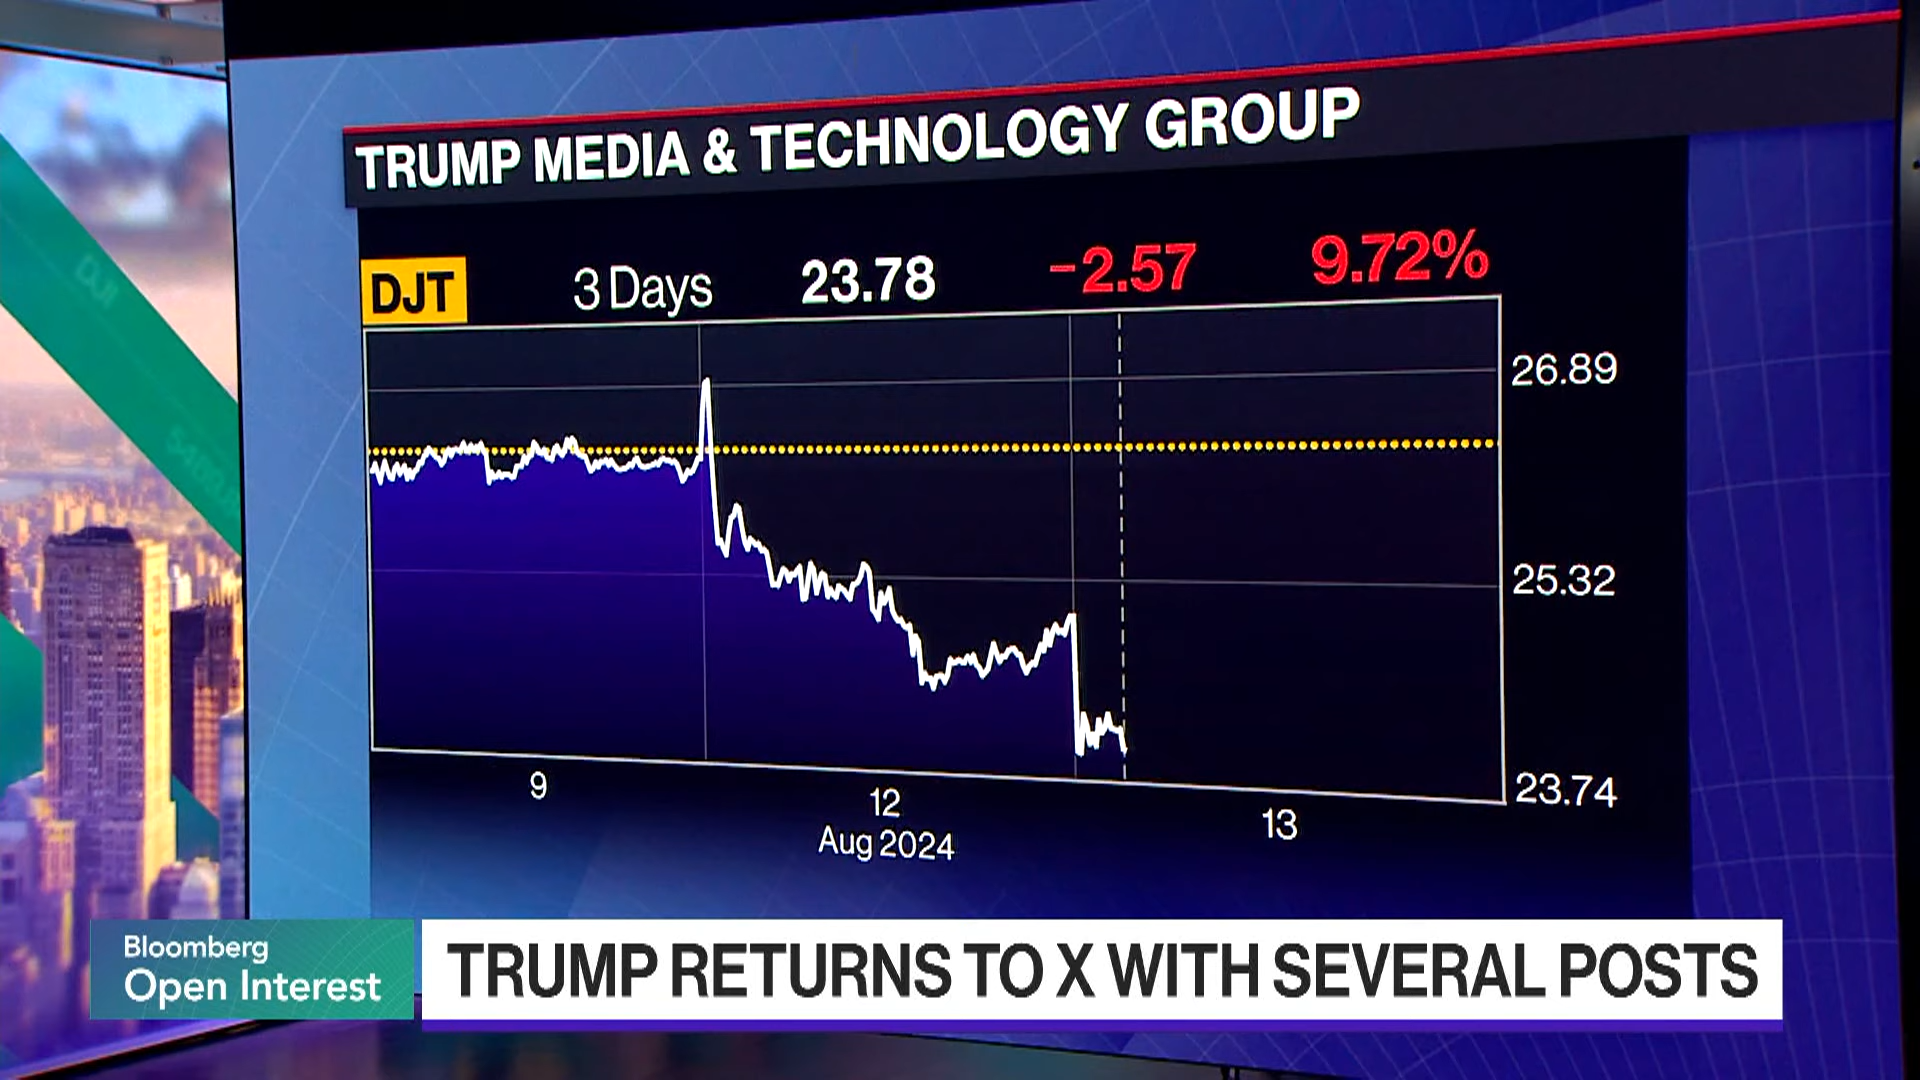 TRUMP MEDIA & TECHNOLOGY GROUP
DJT 3 Days 23.78 -2.57 9.72%
26.89
25.32
23.74
9 12 13
Aug 2024
DJI
Bloomberg
Open Interest
TRUMP RETURNS TO X WITH SEVERAL POSTS